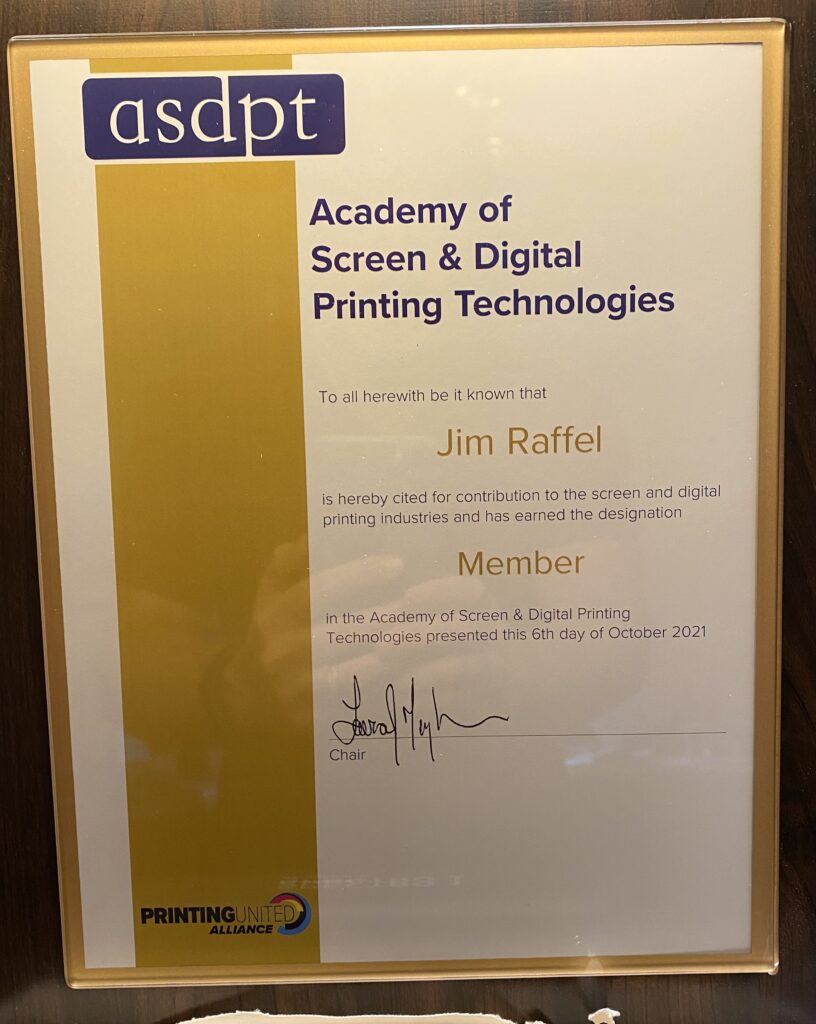 asdpt
Academy of
Screen & Digital
Printing Technologies
To all herewith be it known that
Jim Raffel
is hereby cited for contribution to the screen and digital
printing industries and has earned the designation
Member
in the Academy of Screen & Digital Printing
Technologies presented this 6th day of October 2021
Chair
PRINTING UNITED
ALLIANCE